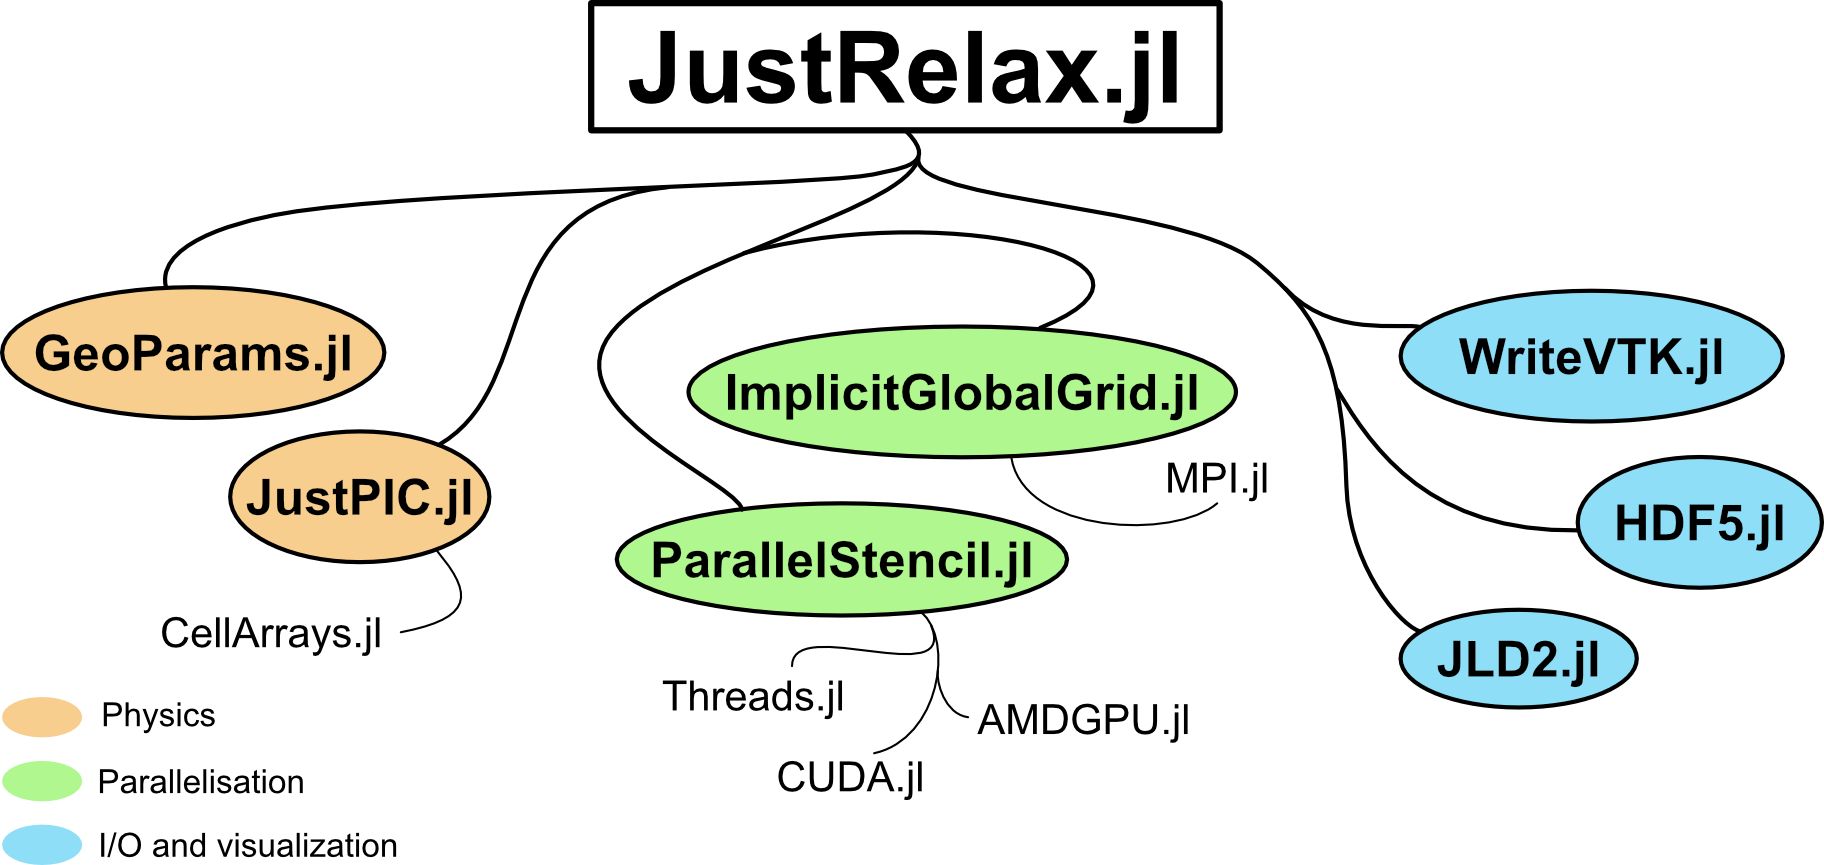 JustRelax.jl
GeoParams.jl
JustPIC.jl
CellArrays.jl
ImplicitGlobalGrid.jl
MPI.jl
ParallelStencil.jl
Threads.jl
AMDGPU.jl
CUDA.jl
WriteVTK.jl
HDF5.jl
JLD2.jl
Physics
Parallelisation
I/O and visualization